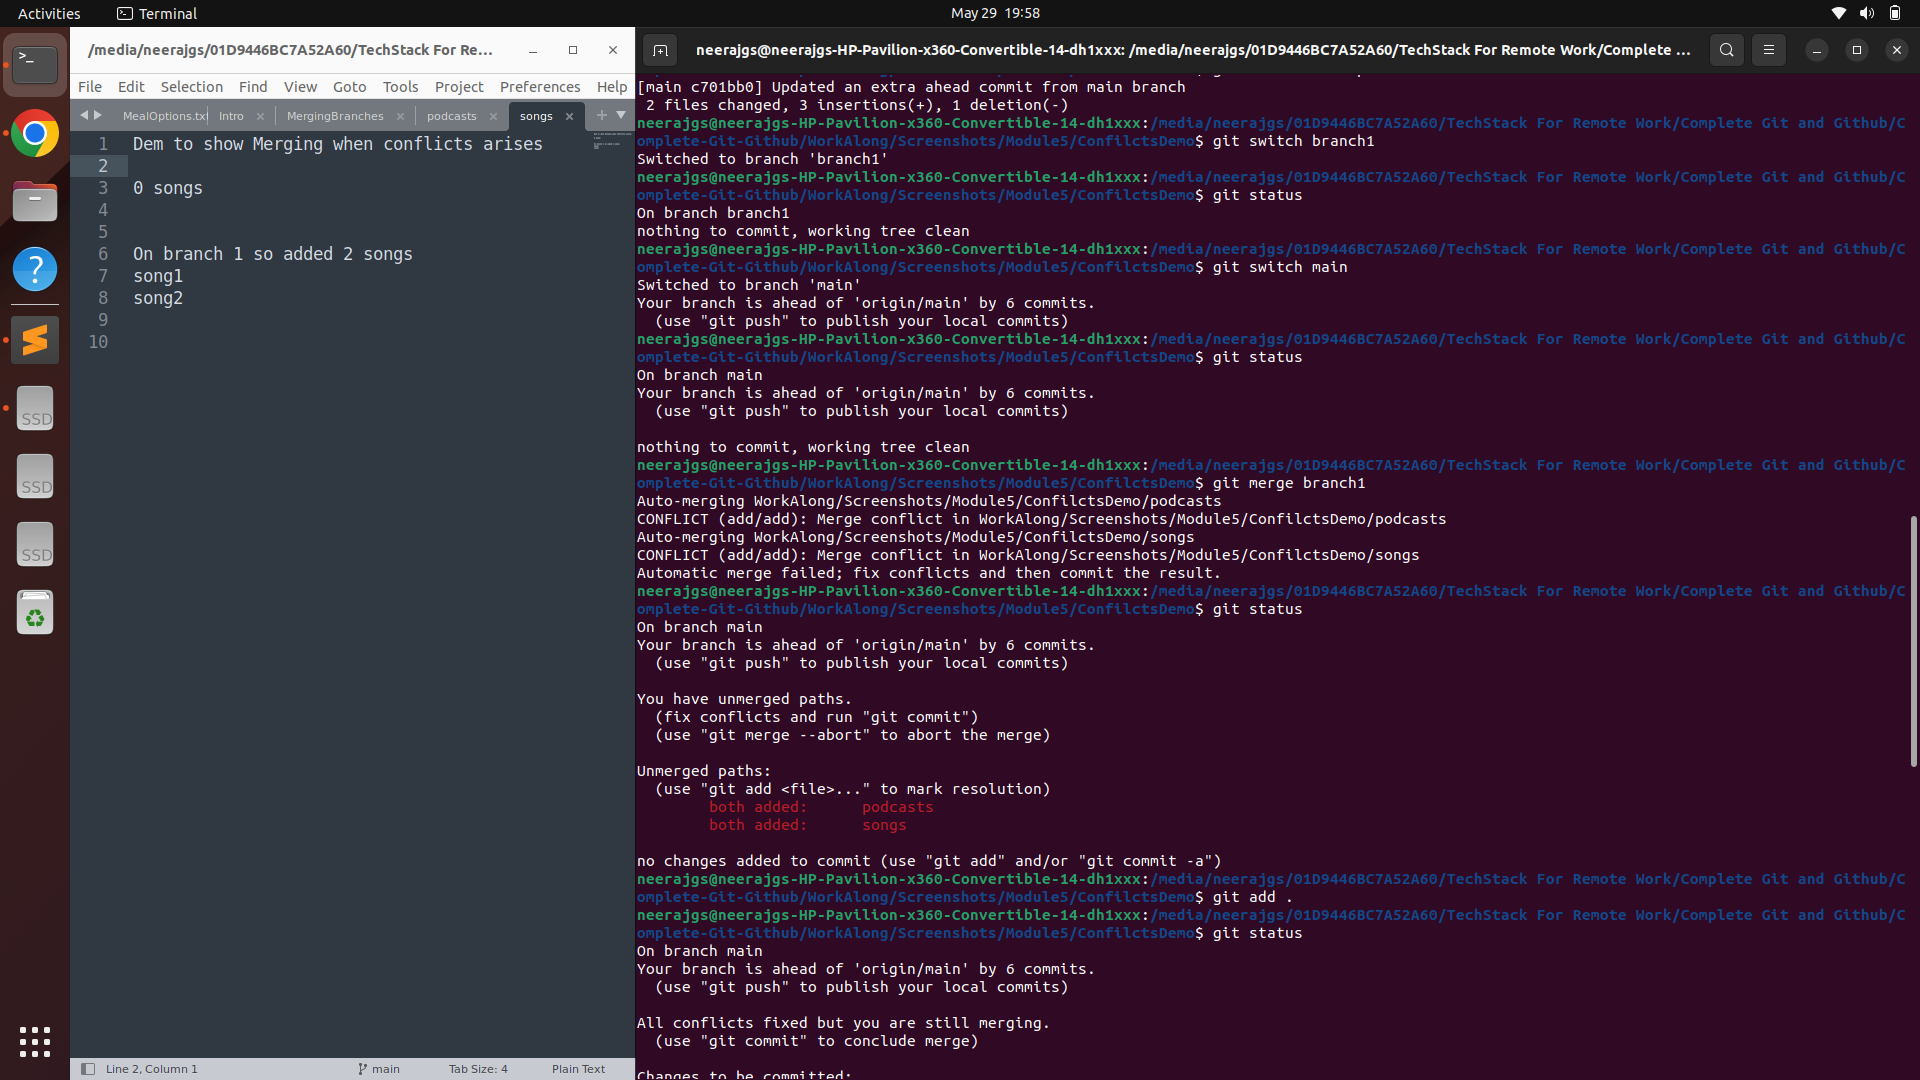 Activities
Terminal
May 29 19:58
/media/neerajgs/01D9446BC7A52A60/TechStack For Re...
File Edit Selection Find View Goto Tools Project Preferences Help
MealOptions.txt Intro MergingBranches podcasts songs
1 Dem to show Merging when conflicts arises
2
3 0 songs
4
5
6 On branch 1 so added 2 songs
7 song1
8 song2
9
10
SSD
SSD
SSD
Line 2, Column 1 main Tab Size: 4 Plain Text
neerajgs@neerajgs-HP-Pavilion-x360-Convertible-14-dh1xxx: /media/neerajgs/01D9446BC7A52A60/TechStack For Remote Work/Complete ...
[main c701bb0] Updated an extra ahead commit from main branch
2 files changed, 3 insertions(+), 1 deletion(-)
neerajgs@neerajgs-HP-Pavilion-x360-Convertible-14-dh1xxx:/media/neerajgs/01D9446BC7A52A60/TechStack For Remote Work/Complete Git and Github/C
omplete-Git-Github/WorkAlong/Screenshots/Module5/ConfilctsDemo$ git switch branch1
Switched to branch 'branch1'
neerajgs@neerajgs-HP-Pavilion-x360-Convertible-14-dh1xxx:/media/neerajgs/01D9446BC7A52A60/TechStack For Remote Work/Complete Git and Github/C
omplete-Git-Github/WorkAlong/Screenshots/Module5/ConfilctsDemo$ git status
On branch branch1
nothing to commit, working tree clean
neerajgs@neerajgs-HP-Pavilion-x360-Convertible-14-dh1xxx:/media/neerajgs/01D9446BC7A52A60/TechStack For Remote Work/Complete Git and Github/C
omplete-Git-Github/WorkAlong/Screenshots/Module5/ConfilctsDemo$ git switch main
Switched to branch 'main'
Your branch is ahead of 'origin/main' by 6 commits.
(use "git push" to publish your local commits)
neerajgs@neerajgs-HP-Pavilion-x360-Convertible-14-dh1xxx:/media/neerajgs/01D9446BC7A52A60/TechStack For Remote Work/Complete Git and Github/C
omplete-Git-Github/WorkAlong/Screenshots/Module5/ConfilctsDemo$ git status
On branch main
Your branch is ahead of 'origin/main' by 6 commits.
(use "git push" to publish your local commits)
nothing to commit, working tree clean
neerajgs@neerajgs-HP-Pavilion-x360-Convertible-14-dh1xxx:/media/neerajgs/01D9446BC7A52A60/TechStack For Remote Work/Complete Git and Github/C
omplete-Git-Github/WorkAlong/Screenshots/Module5/ConfilctsDemo$ git merge branch1
Auto-merging WorkAlong/Screenshots/Module5/ConfilctsDemo/podcasts
CONFLICT (add/add): Merge conflict in WorkAlong/Screenshots/Module5/ConfilctsDemo/podcasts
Auto-merging WorkAlong/Screenshots/Module5/ConfilctsDemo/songs
CONFLICT (add/add): Merge conflict in WorkAlong/Screenshots/Module5/ConfilctsDemo/songs
Automatic merge failed; fix conflicts and then commit the result.
neerajgs@neerajgs-HP-Pavilion-x360-Convertible-14-dh1xxx:/media/neerajgs/01D9446BC7A52A60/TechStack For Remote Work/Complete Git and Github/C
omplete-Git-Github/WorkAlong/Screenshots/Module5/ConfilctsDemo$ git status
On branch main
Your branch is ahead of 'origin/main' by 6 commits.
(use "git push" to publish your local commits)
You have unmerged paths.
(fix conflicts and run "git commit")
(use "git merge --abort" to abort the merge)
Unmerged paths:
(use "git add <file>..." to mark resolution)
both added: podcasts
both added: songs
no changes added to commit (use "git add" and/or "git commit -a")
neerajgs@neerajgs-HP-Pavilion-x360-Convertible-14-dh1xxx:/media/neerajgs/01D9446BC7A52A60/TechStack For Remote Work/Complete Git and Github/C
omplete-Git-Github/WorkAlong/Screenshots/Module5/ConfilctsDemo$ git add .
neerajgs@neerajgs-HP-Pavilion-x360-Convertible-14-dh1xxx:/media/neerajgs/01D9446BC7A52A60/TechStack For Remote Work/Complete Git and Github/C
omplete-Git-Github/WorkAlong/Screenshots/Module5/ConfilctsDemo$ git status
On branch main
Your branch is ahead of 'origin/main' by 6 commits.
(use "git push" to publish your local commits)
All conflicts fixed but you are still merging.
(use "git commit" to conclude merge)
Changes to be committed: